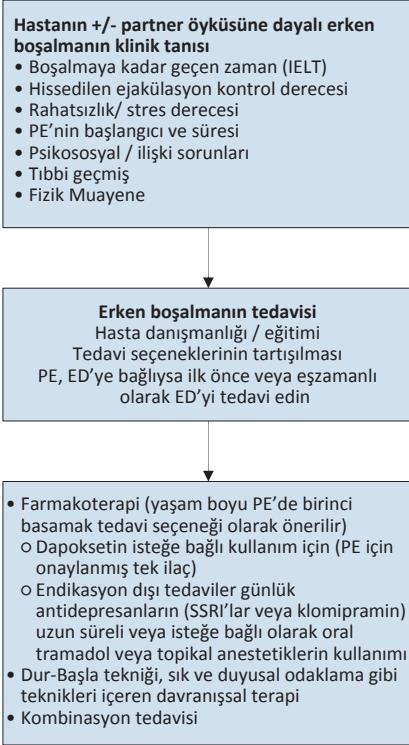 Hastanın +/- partner öyküsüne dayalı erken
boşalmanın klinik tanısı
• Boşalmaya kadar geçen zaman (IELT)
• Hissedilen ejakülasyon kontrol derecesi
• Rahatsızlık/ stres derecesi
• PE’nin başlangıcı ve süresi
• Psikososyal / ilişki sorunları
• Tıbbi geçmiş
• Fizik Muayene
Erken boşalmanın tedavisi
Hasta danışmanlığı / eğitimi
Tedavi seçeneklerinin tartışılması
PE, ED’ye bağlıysa ilk önce veya eşzamanlı
olarak ED’yi tedavi edin
• Farmakoterapi (yaşam boyu PE’de birinci
basamak tedavi seçeneği olarak önerilir)
○ Dapoksetin isteğe bağlı kullanım için (PE için
onaylanmış tek ilaç)
○ Endikasyon dışı tedaviler günlük
antidepresanların (SSRI’lar veya klomipramin)
uzun süreli veya isteğe bağlı olarak oral
tramadol veya topikal anestetiklerin kullanımı
• Dur-Başla tekniği, sık ve duyusal odaklama gibi
teknikleri içeren davranışsal terapi
• Kombinasyon tedavisi